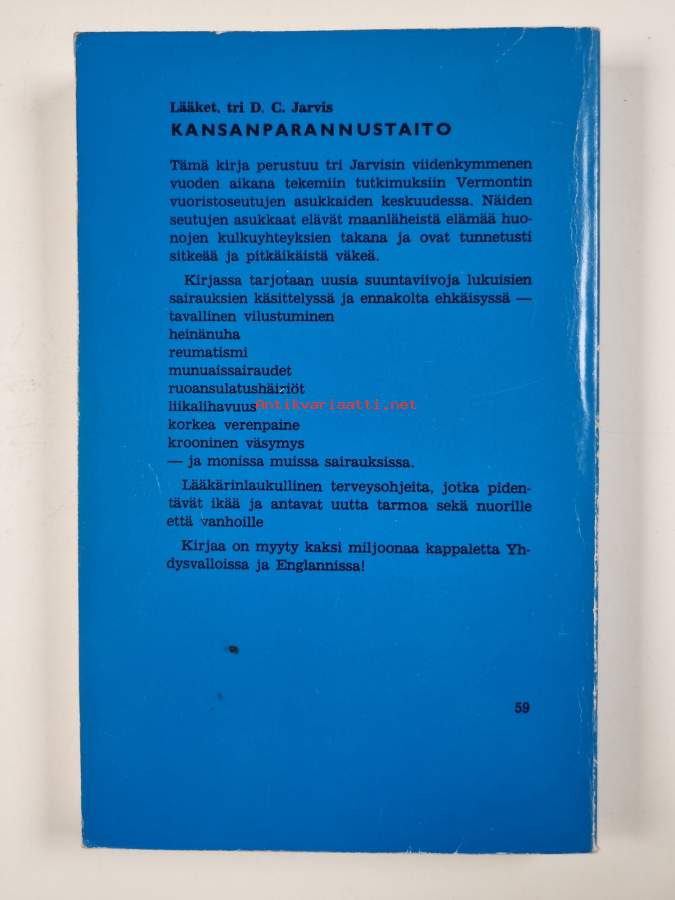 Lääket. tri D. C. Jarvis
KANSANPARANNUSTAITO
Tämä kirja perustuu tri Jarvisin viidenkymmenen
vuoden aikana tekemiin tutkimuksiin Vermontin
vuoristoseutujen asukkaiden keskuudessa. Näiden
seutujen asukkaat elävät maanläheistä elämää huo-
nojen kulkuyhteyksien takana ja ovat tunnetusti
sitkeää ja pitkäikäistä väkeä.
Kirjassa tarjotaan uusia suuntaviivoja lukuisien
sairauksien käsittelyssä ja ennakolta ehkäisyssä —
tavallinen vilustuminen
heinänuha
reumatismi
munuaissairaudet
ruoansulatushäiriöt
liikalihavuus
Antikvariaatti.net
korkea verenpaine
krooninen väsymys
— ja monissa muissa sairauksissa.
Lääkärinlaukullinen terveysohjeita, jotka piden-
tävät ikää ja antavat uutta tarmoa sekä nuorille
että vanhoille
Kirjaa on myyty kaksi miljoonaa kappaletta Yh-
dysvalloissa ja Englannissa!
59